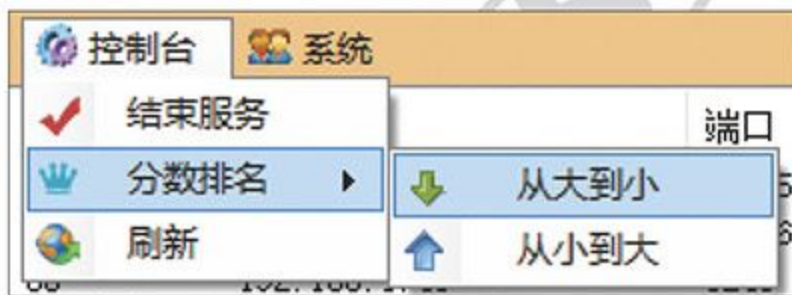 控制台 系统
结束服务
端口
分数排名
从大到小
刷新
从小到大